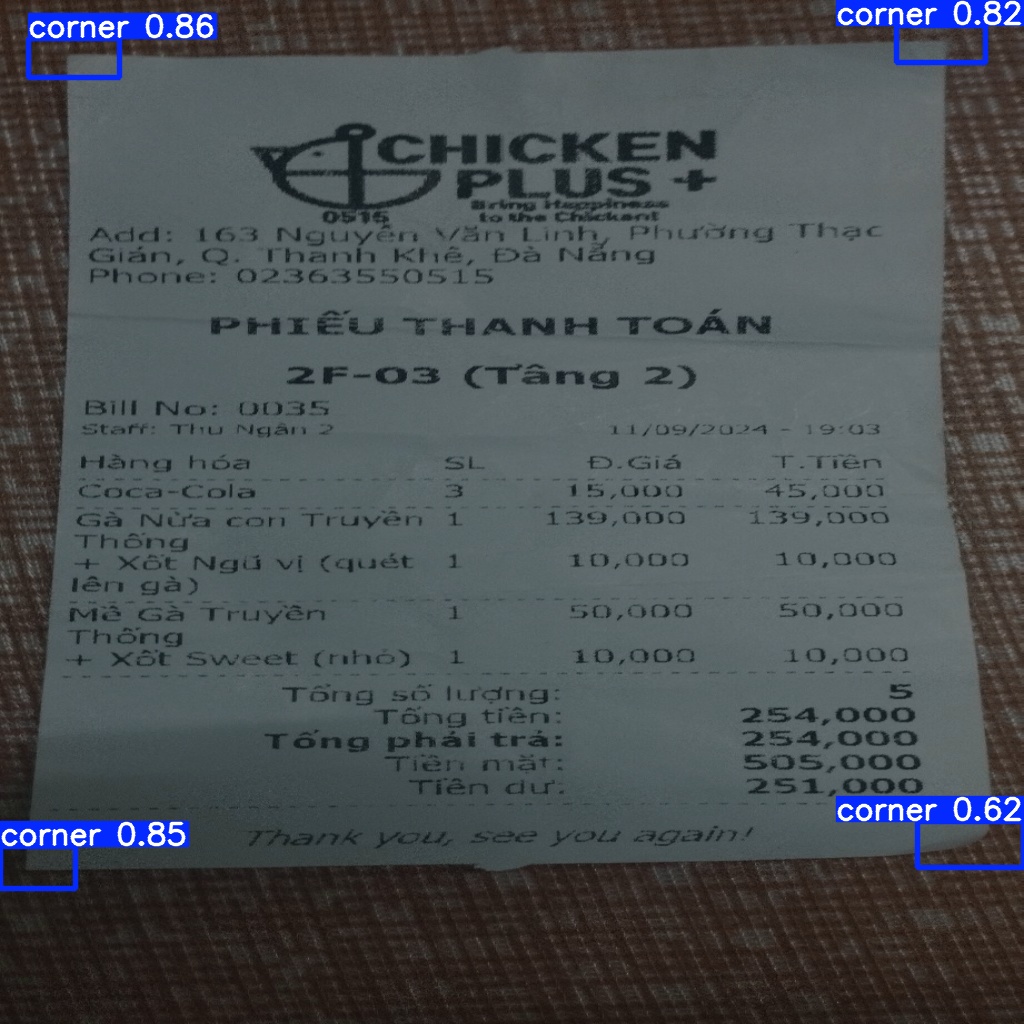 corner 0.86
corner 0.82
CHICKEN
PLUS +
Bring Happiness
to the Chicken!
0515
Add: 163 Nguyễn Văn Linh, Phường Thạc
Gián, Q. Thanh Khê, Đà Nẵng
Phone: 02363550515
PHIẾU THANH TOÁN
2F-03 (Tầng 2)
Bill No: 0035
Staff: Thu Ngân 2 11/09/2024 - 19:03
Hàng hóa SL Đ.Giá T.Tiền
Coca-Cola 3 15,000 45,000
Gà Nửa con Truyền 1 139,000 139,000
Thống
+ Xốt Ngũ vị (quét 1 10,000 10,000
lên gà)
Mề Gà Truyền 1 50,000 50,000
Thống
+ Xốt Sweet (nhỏ) 1 10,000 10,000
Tổng số lượng: 5
Tổng tiền: 254,000
Tổng phải trả: 254,000
Tiền mặt: 505,000
Tiền dư: 251,000
corner 0.62
corner 0.85
Thank you, see you again!